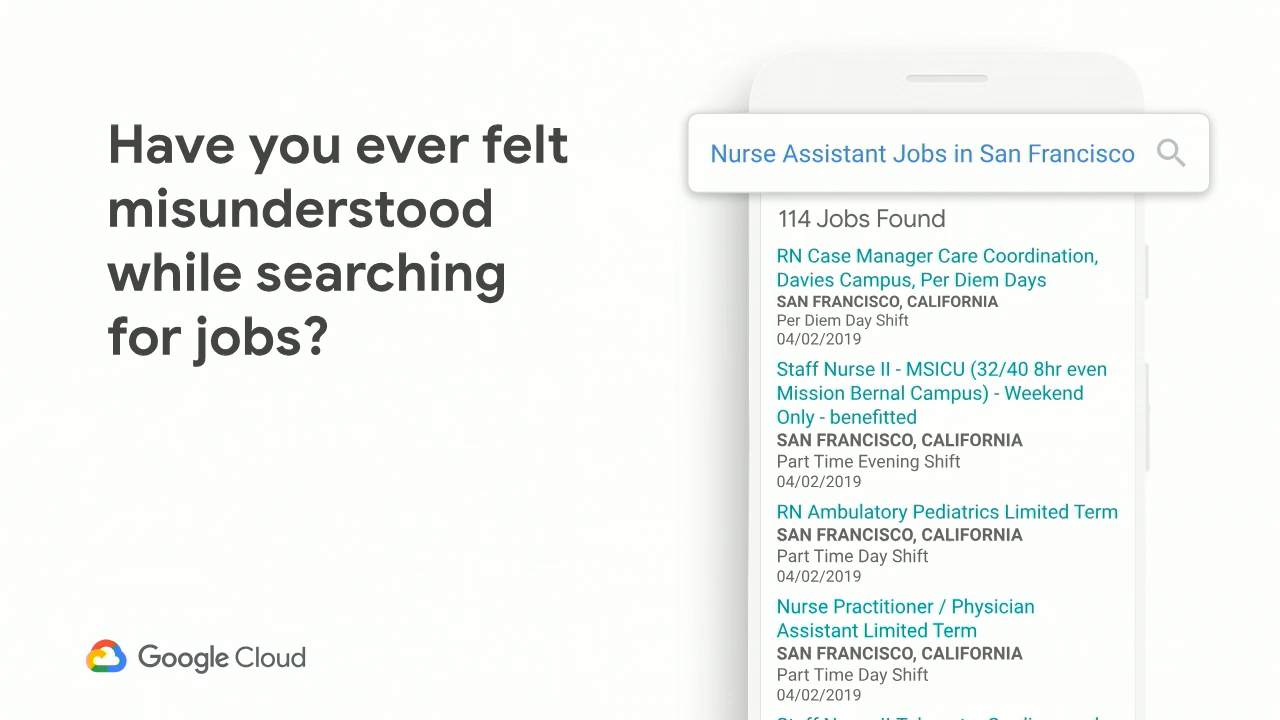 Have you ever felt
misunderstood
while searching
for jobs?
Nurse Assistant Jobs in San Francisco
114 Jobs Found
RN Case Manager Care Coordination,
Davies Campus, Per Diem Days
SAN FRANCISCO, CALIFORNIA
Per Diem Day Shift
04/02/2019
Staff Nurse II - MSICU (32/40 8hr even
Mission Bernal Campus) - Weekend
Only - benefitted
SAN FRANCISCO, CALIFORNIA
Part Time Evening Shift
04/02/2019
RN Ambulatory Pediatrics Limited Term
SAN FRANCISCO, CALIFORNIA
Part Time Day Shift
04/02/2019
Nurse Practitioner / Physician
Assistant Limited Term
SAN FRANCISCO, CALIFORNIA
Part Time Day Shift
04/02/2019
Google Cloud